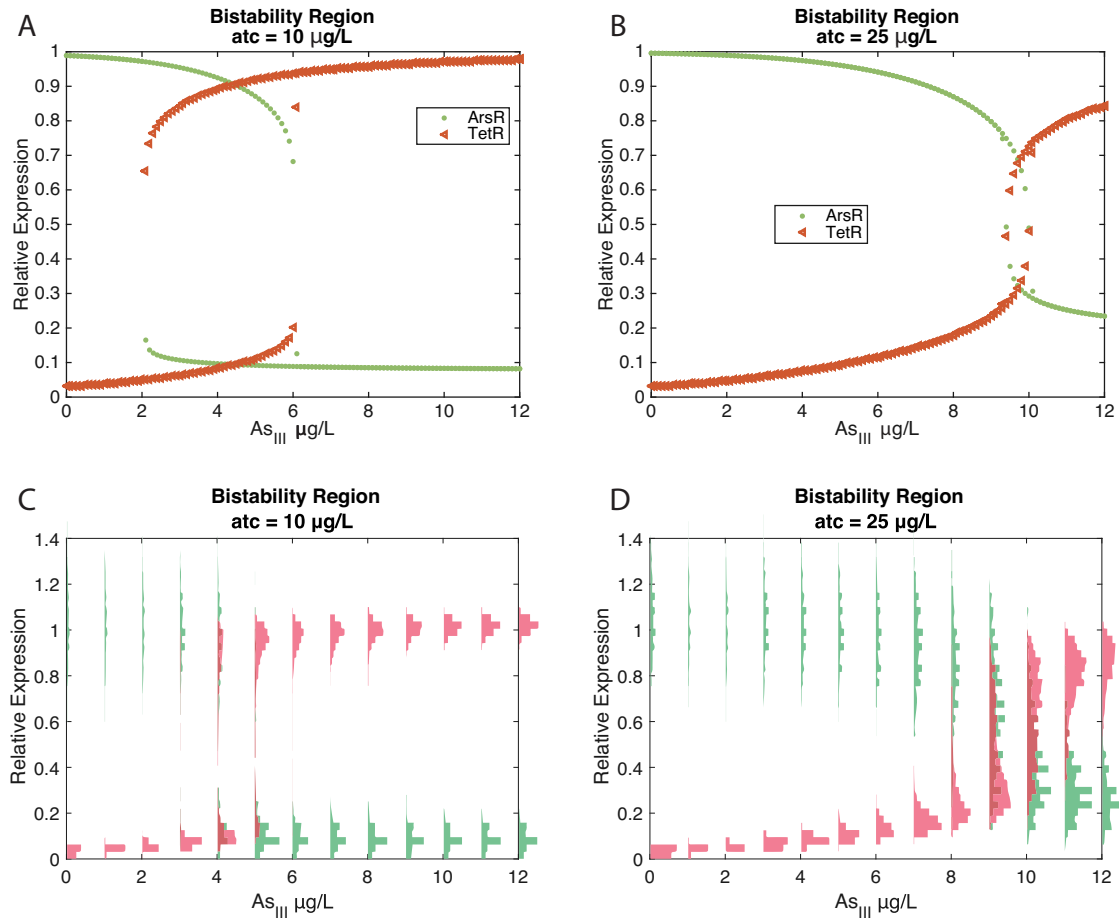 A
Bistability Region
atc = 10 µg/L
1
0.9
0.8
0.7
0.6
0.5
0.4
0.3
0.2
0.1
0
Relative Expression
ArsR
TetR
0 2 4 6 8 10 12
AsIII µg/L
B
Bistability Region
atc = 25 µg/L
1
0.9
0.8
0.7
0.6
0.5
0.4
0.3
0.2
0.1
0
Relative Expression
ArsR
TetR
0 2 4 6 8 10 12
AsIII µg/L
C
Bistability Region
atc = 10 µg/L
1.4
1.2
1
0.8
0.6
0.4
0.2
0
Relative Expression
0 2 4 6 8 10 12
AsIII µg/L
D
Bistability Region
atc = 25 µg/L
1.4
1.2
1
0.8
0.6
0.4
0.2
0
Relative Expression
0 2 4 6 8 10 12
AsIII µg/L